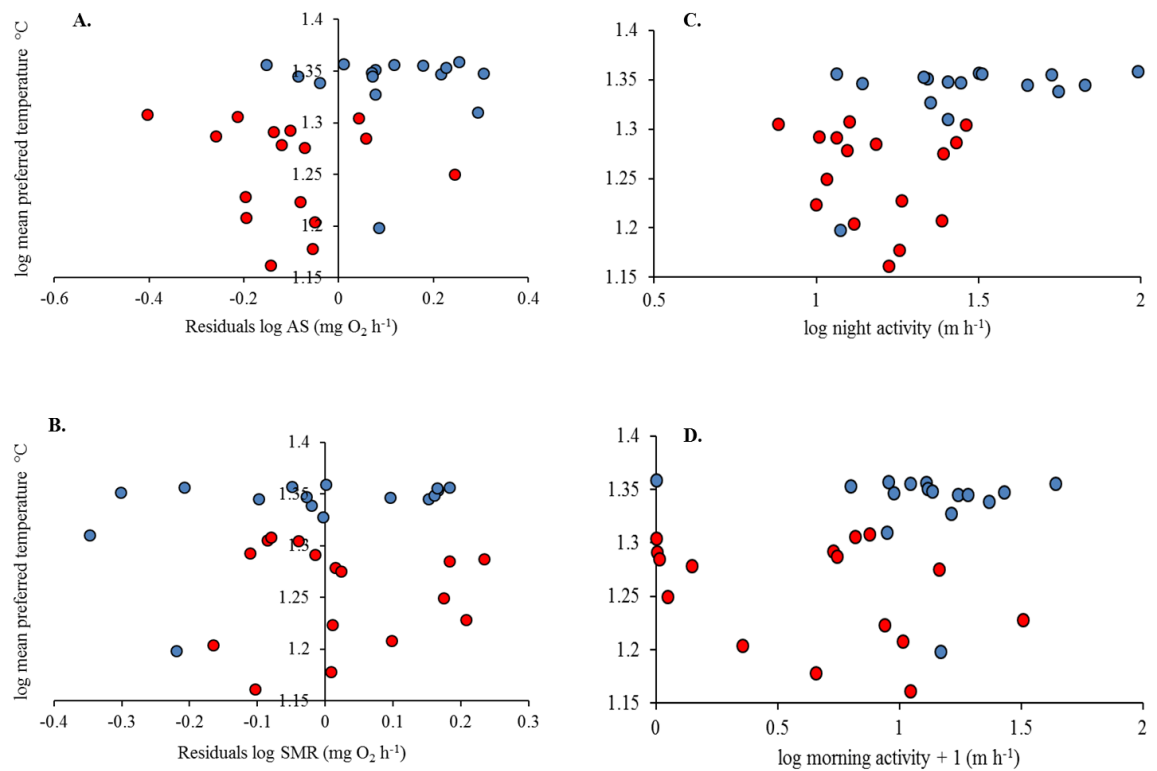 A.
log mean preferred temperature °C
1.4
1.35
1.3
1.25
1.2
1.15
-0.6 -0.4 -0.2 0 0.2 0.4
Residuals log AS (mg O₂ h⁻¹)
C.
1.4
1.35
1.3
1.25
1.2
1.15
0.5 1 1.5 2
log night activity (m h⁻¹)
B.
log mean preferred temperature °C
1.4
1.35
1.3
1.25
1.2
1.15
-0.4 -0.3 -0.2 -0.1 0 0.1 0.2 0.3
Residuals log SMR (mg O₂ h⁻¹)
D.
1.4
1.35
1.3
1.25
1.2
1.15
0 0.5 1 1.5 2
log morning activity + 1 (m h⁻¹)